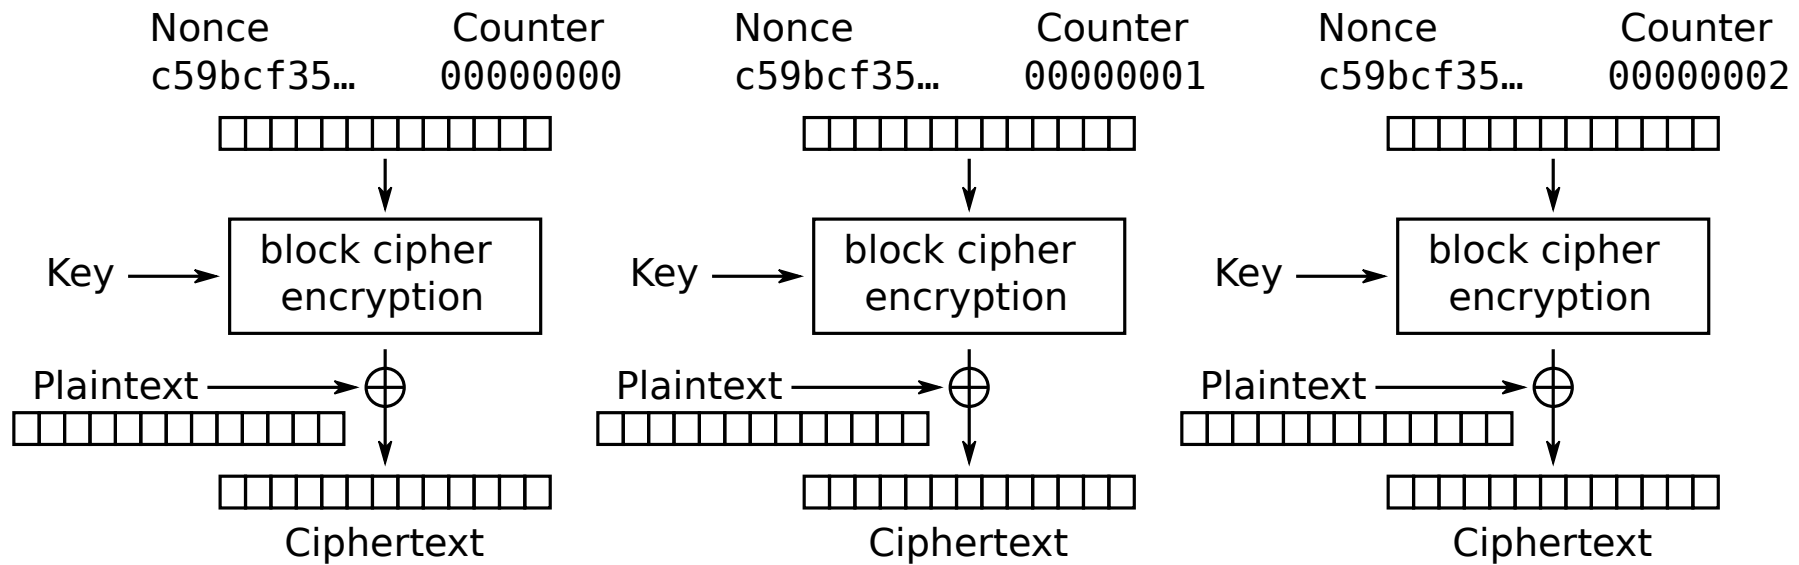 Nonce Counter Nonce Counter Nonce Counter
c59bcf35… 00000000 c59bcf35… 00000001 c59bcf35… 00000002
block cipher block cipher block cipher
Key encryption Key encryption Key encryption
Plaintext Plaintext Plaintext
Ciphertext Ciphertext Ciphertext